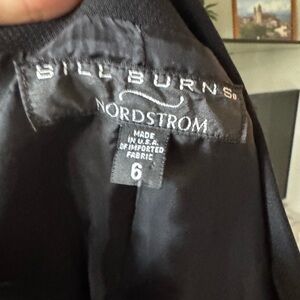 BILL BURNS
NORDSTROM
MADE
IN U.S.A.
OF IMPORTED
FABRIC
6